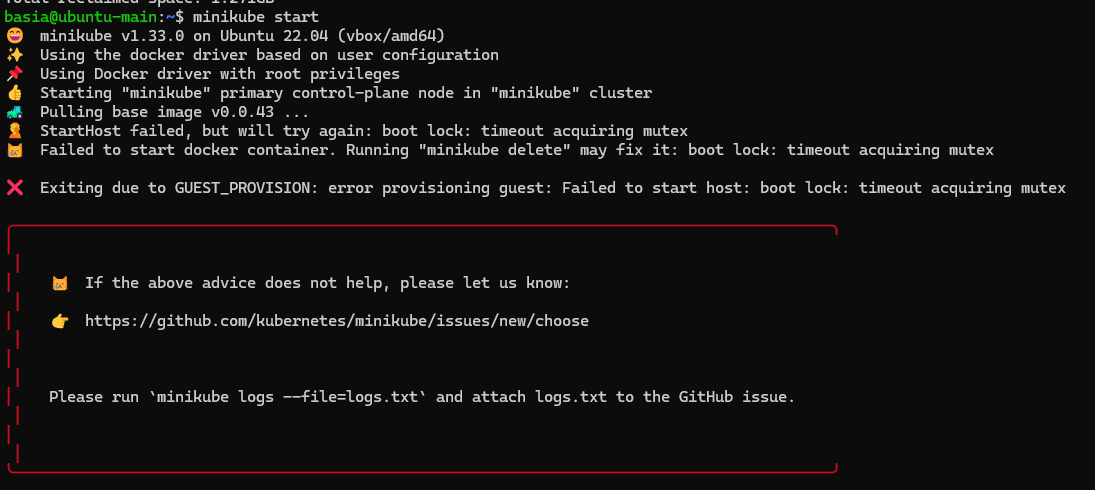 Total reclaimed space: 1.271GB
basia@ubuntu-main:~$ minikube start
😄  minikube v1.33.0 on Ubuntu 22.04 (vbox/amd64)
✨  Using the docker driver based on user configuration
📌  Using Docker driver with root privileges
👍  Starting "minikube" primary control-plane node in "minikube" cluster
🚜  Pulling base image v0.0.43 ...
🤦  StartHost failed, but will try again: boot lock: timeout acquiring mutex
😿  Failed to start docker container. Running "minikube delete" may fix it: boot lock: timeout acquiring mutex
❌  Exiting due to GUEST_PROVISION: error provisioning guest: Failed to start host: boot lock: timeout acquiring mutex
😿  If the above advice does not help, please let us know:
👉  https://github.com/kubernetes/minikube/issues/new/choose
Please run `minikube logs --file=logs.txt` and attach logs.txt to the GitHub issue.